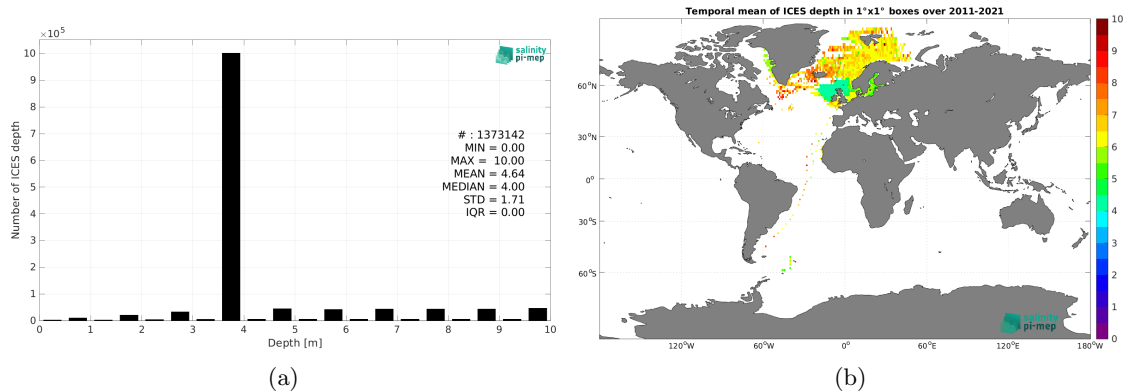 ×10⁵
10
9
8
7
6
5
4
3
2
1
0
Number of ICES depth
salinity
pi-mep
# : 1373142
MIN = 0.00
MAX = 10.00
MEAN = 4.64
MEDIAN = 4.00
STD = 1.71
IQR = 0.00
0 1 2 3 4 5 6 7 8 9 10
Depth [m]
(a)
Temporal mean of ICES depth in 1°x1° boxes over 2011-2021
60°N
30°N
0°
30°S
60°S
120°W 60°W 0° 60°E 120°E 180°W
salinity
pi-mep
10
9
8
7
6
5
4
3
2
1
0
(b)